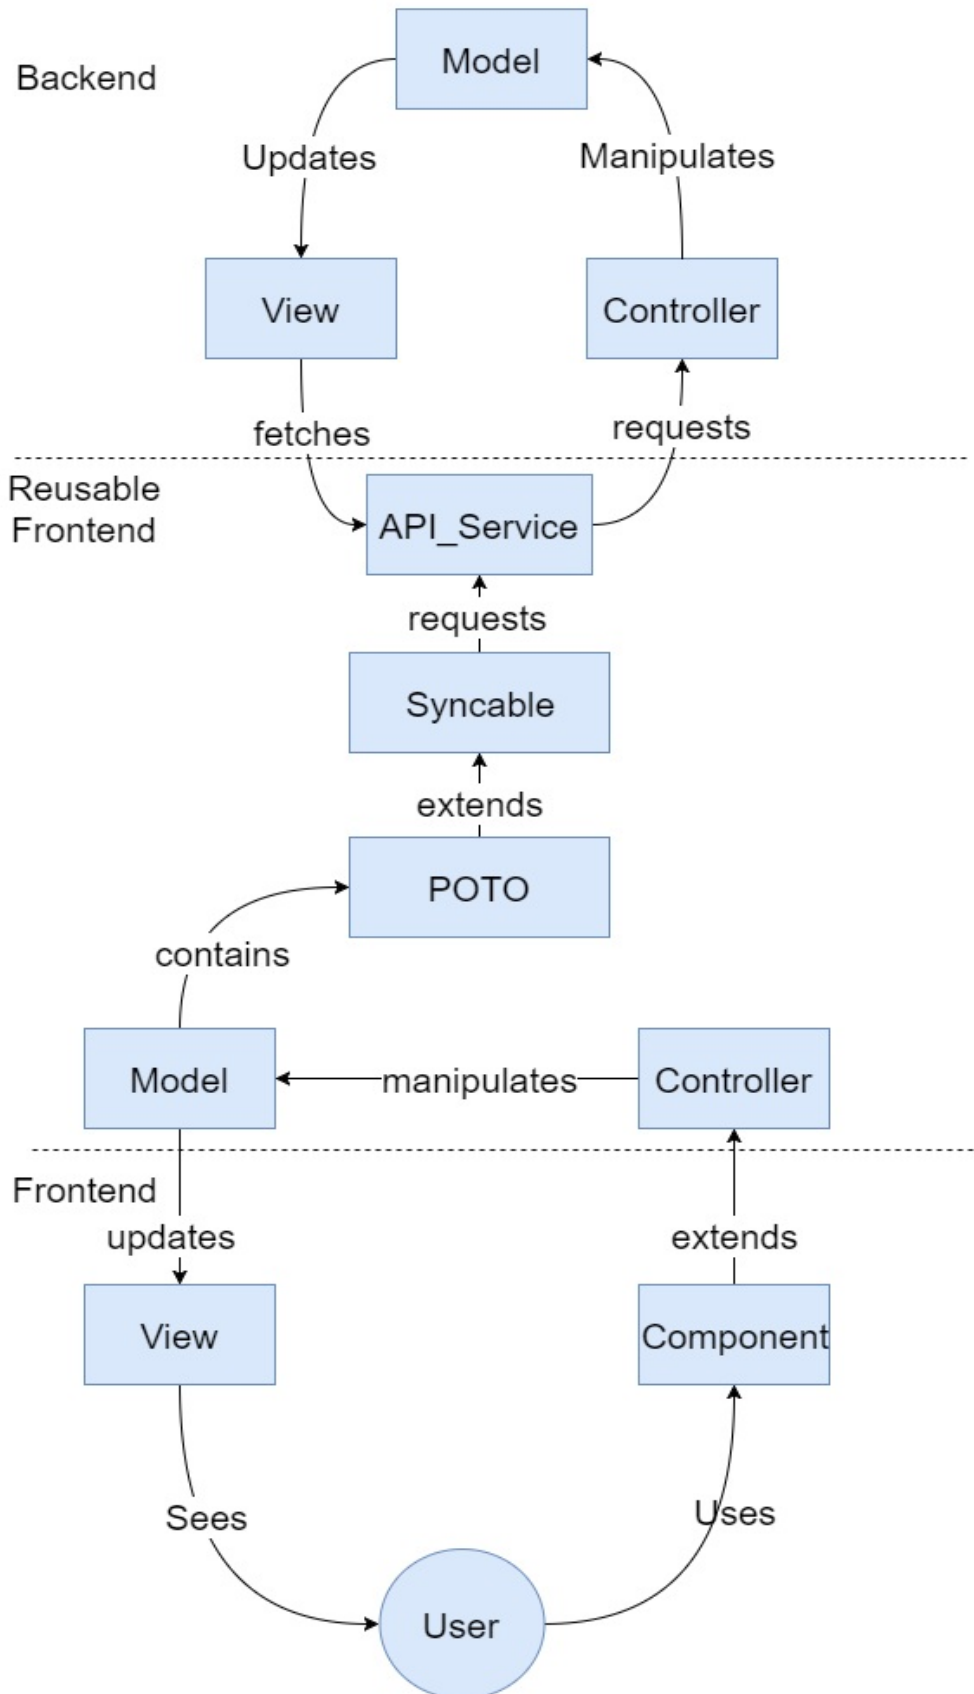 Model
Backend
Updates
Manipulates
View
Controller
fetches
requests
Reusable
Frontend
API_Service
requests
Syncable
extends
POTO
contains
Model
manipulates
Controller
Frontend
updates
extends
View
Component
Sees
Uses
User